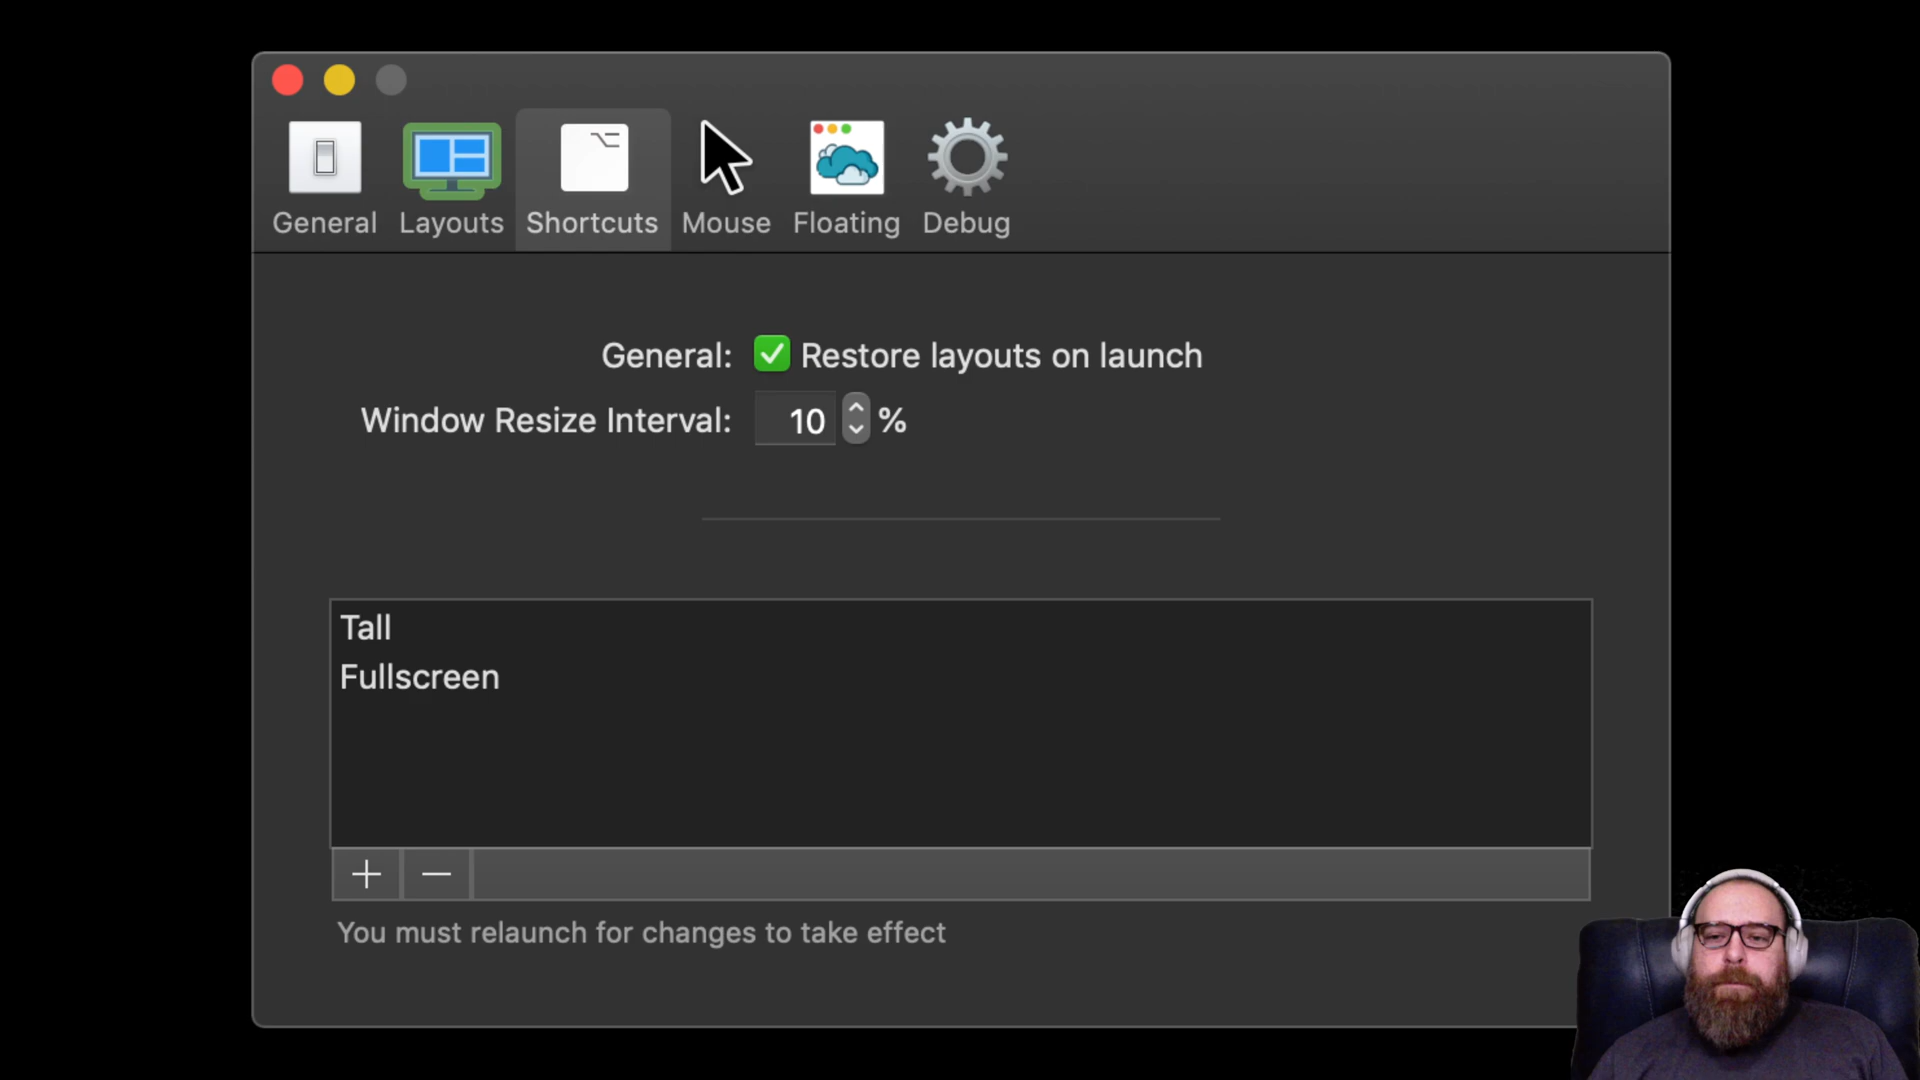 General Layouts Shortcuts Mouse Floating Debug
General: Restore layouts on launch
Window Resize Interval: 10 %
Tall
Fullscreen
You must relaunch for changes to take effect